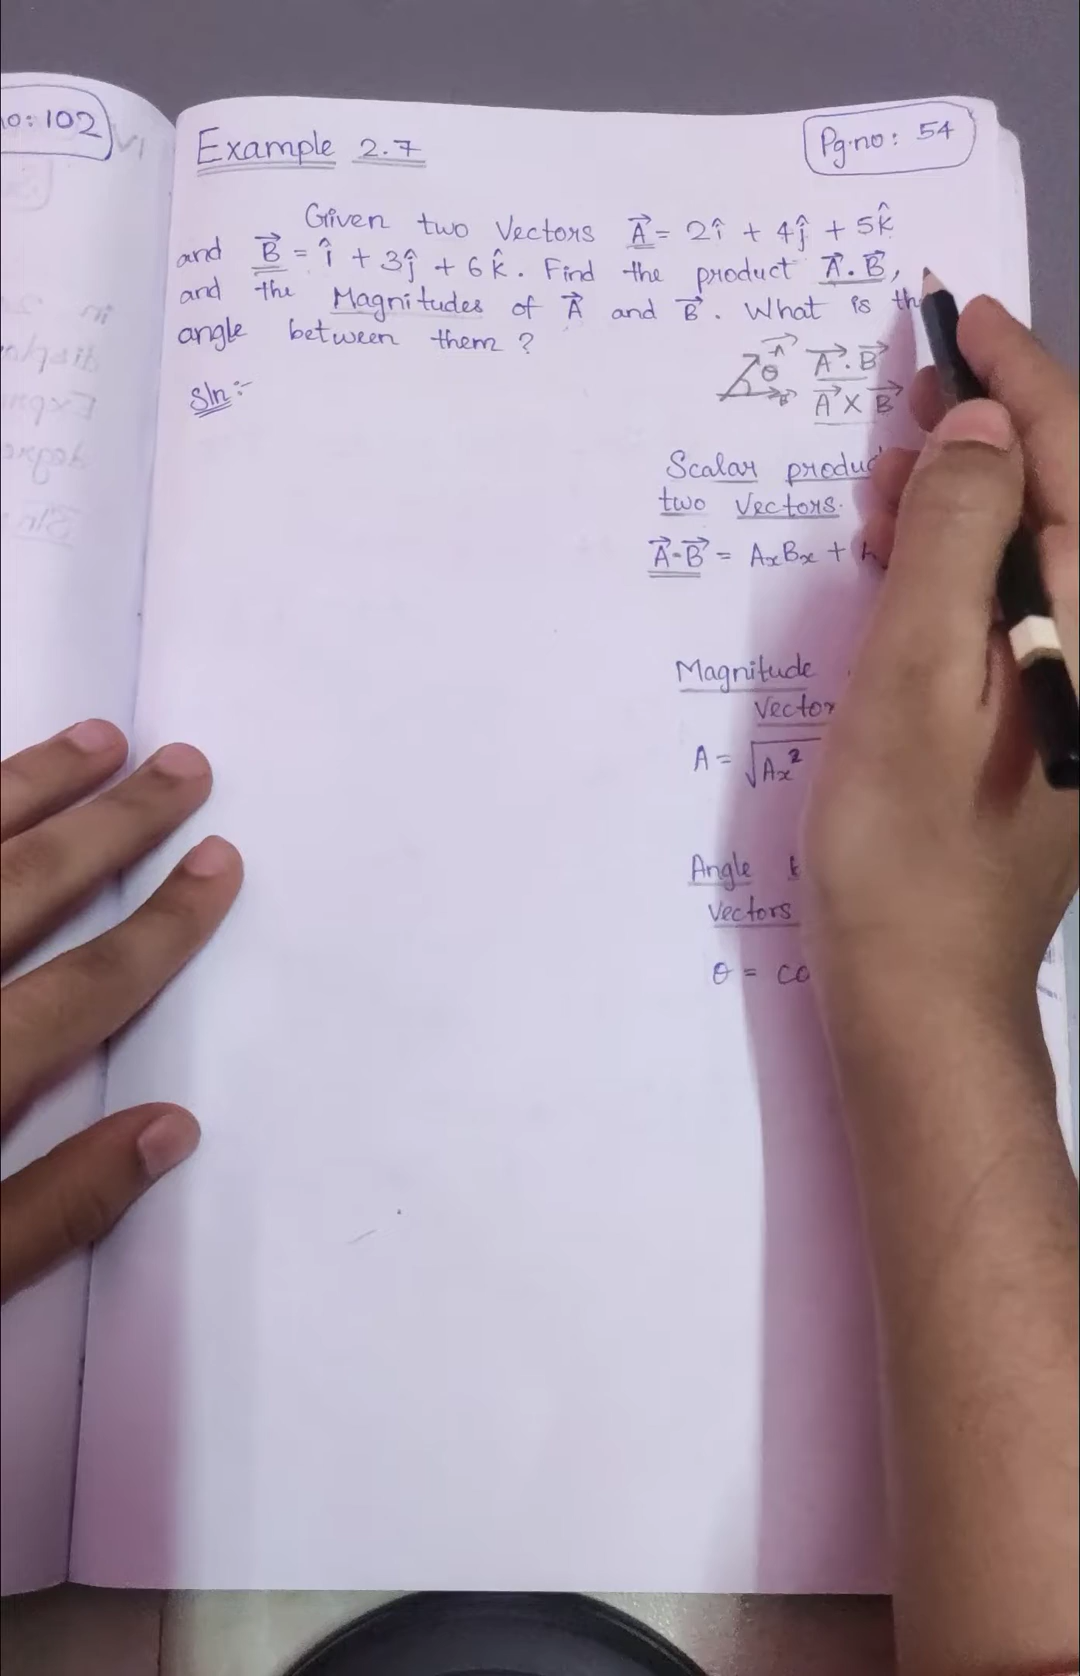 no: 102
Example 2.7
Pg.no: 54
Given two Vectors A⃗ = 2î + 4ĵ + 5k̂
and B⃗ = î + 3ĵ + 6k̂. Find the product A⃗.B⃗,
and the Magnitudes of A⃗ and B⃗. What is th
angle between them?
Sln:-
A⃗ θ B⃗
A⃗.B⃗
A⃗ X B⃗
Scalar produc
two Vectors.
A⃗.B⃗ = AₓBₓ +
Magnitude
Vector
A = √Aₓ²
Angle
Vectors
θ = co